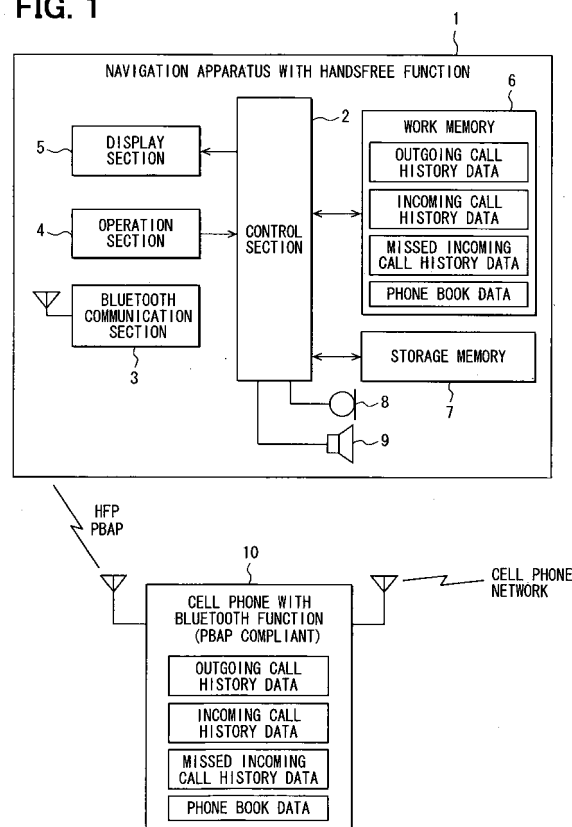 FIG. 1
1
NAVIGATION APPARATUS WITH HANDSFREE FUNCTION
2
6
5
DISPLAY
SECTION
4
OPERATION
SECTION
BLUETOOTH
COMMUNICATION
SECTION
3
CONTROL
SECTION
WORK MEMORY
OUTGOING CALL
HISTORY DATA
INCOMING CALL
HISTORY DATA
MISSED INCOMING
CALL HISTORY DATA
PHONE BOOK DATA
STORAGE MEMORY
7
8
9
HFP
PBAP
10
CELL PHONE
NETWORK
CELL PHONE WITH
BLUETOOTH FUNCTION
(PBAP COMPLIANT)
OUTGOING CALL
HISTORY DATA
INCOMING CALL
HISTORY DATA
MISSED INCOMING
CALL HISTORY DATA
PHONE BOOK DATA